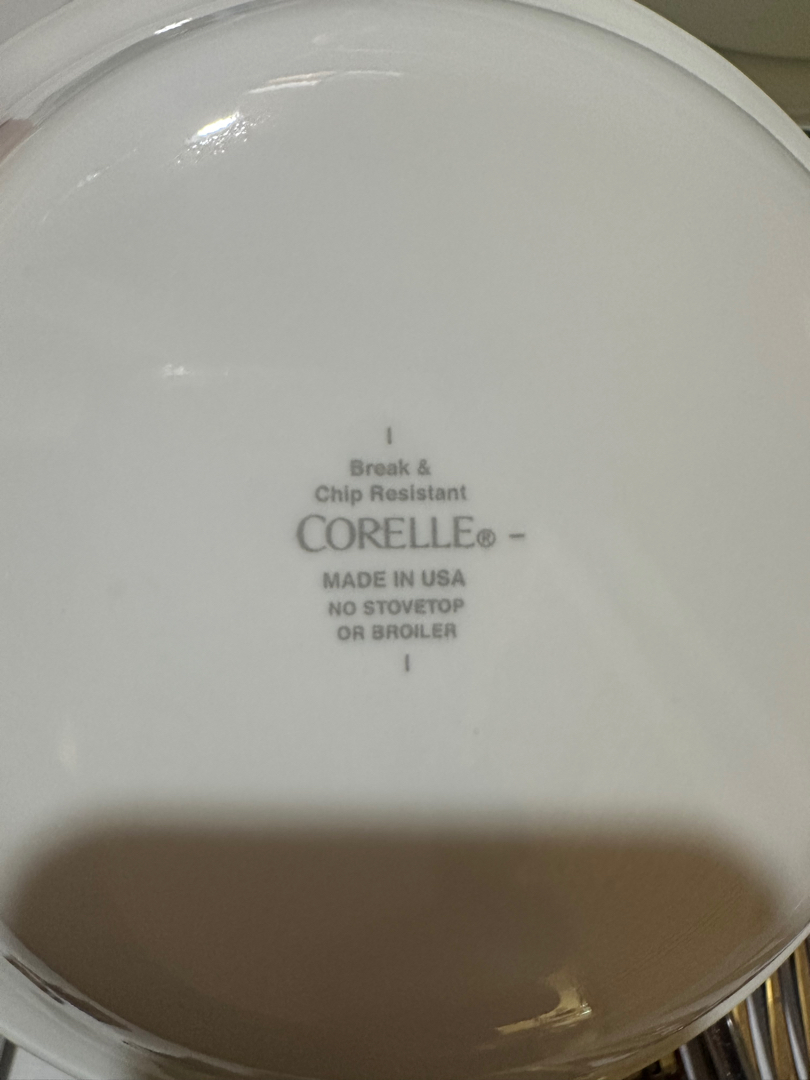 I
Break &
Chip Resistant
CORELLE® -
MADE IN USA
NO STOVETOP
OR BROILER
I